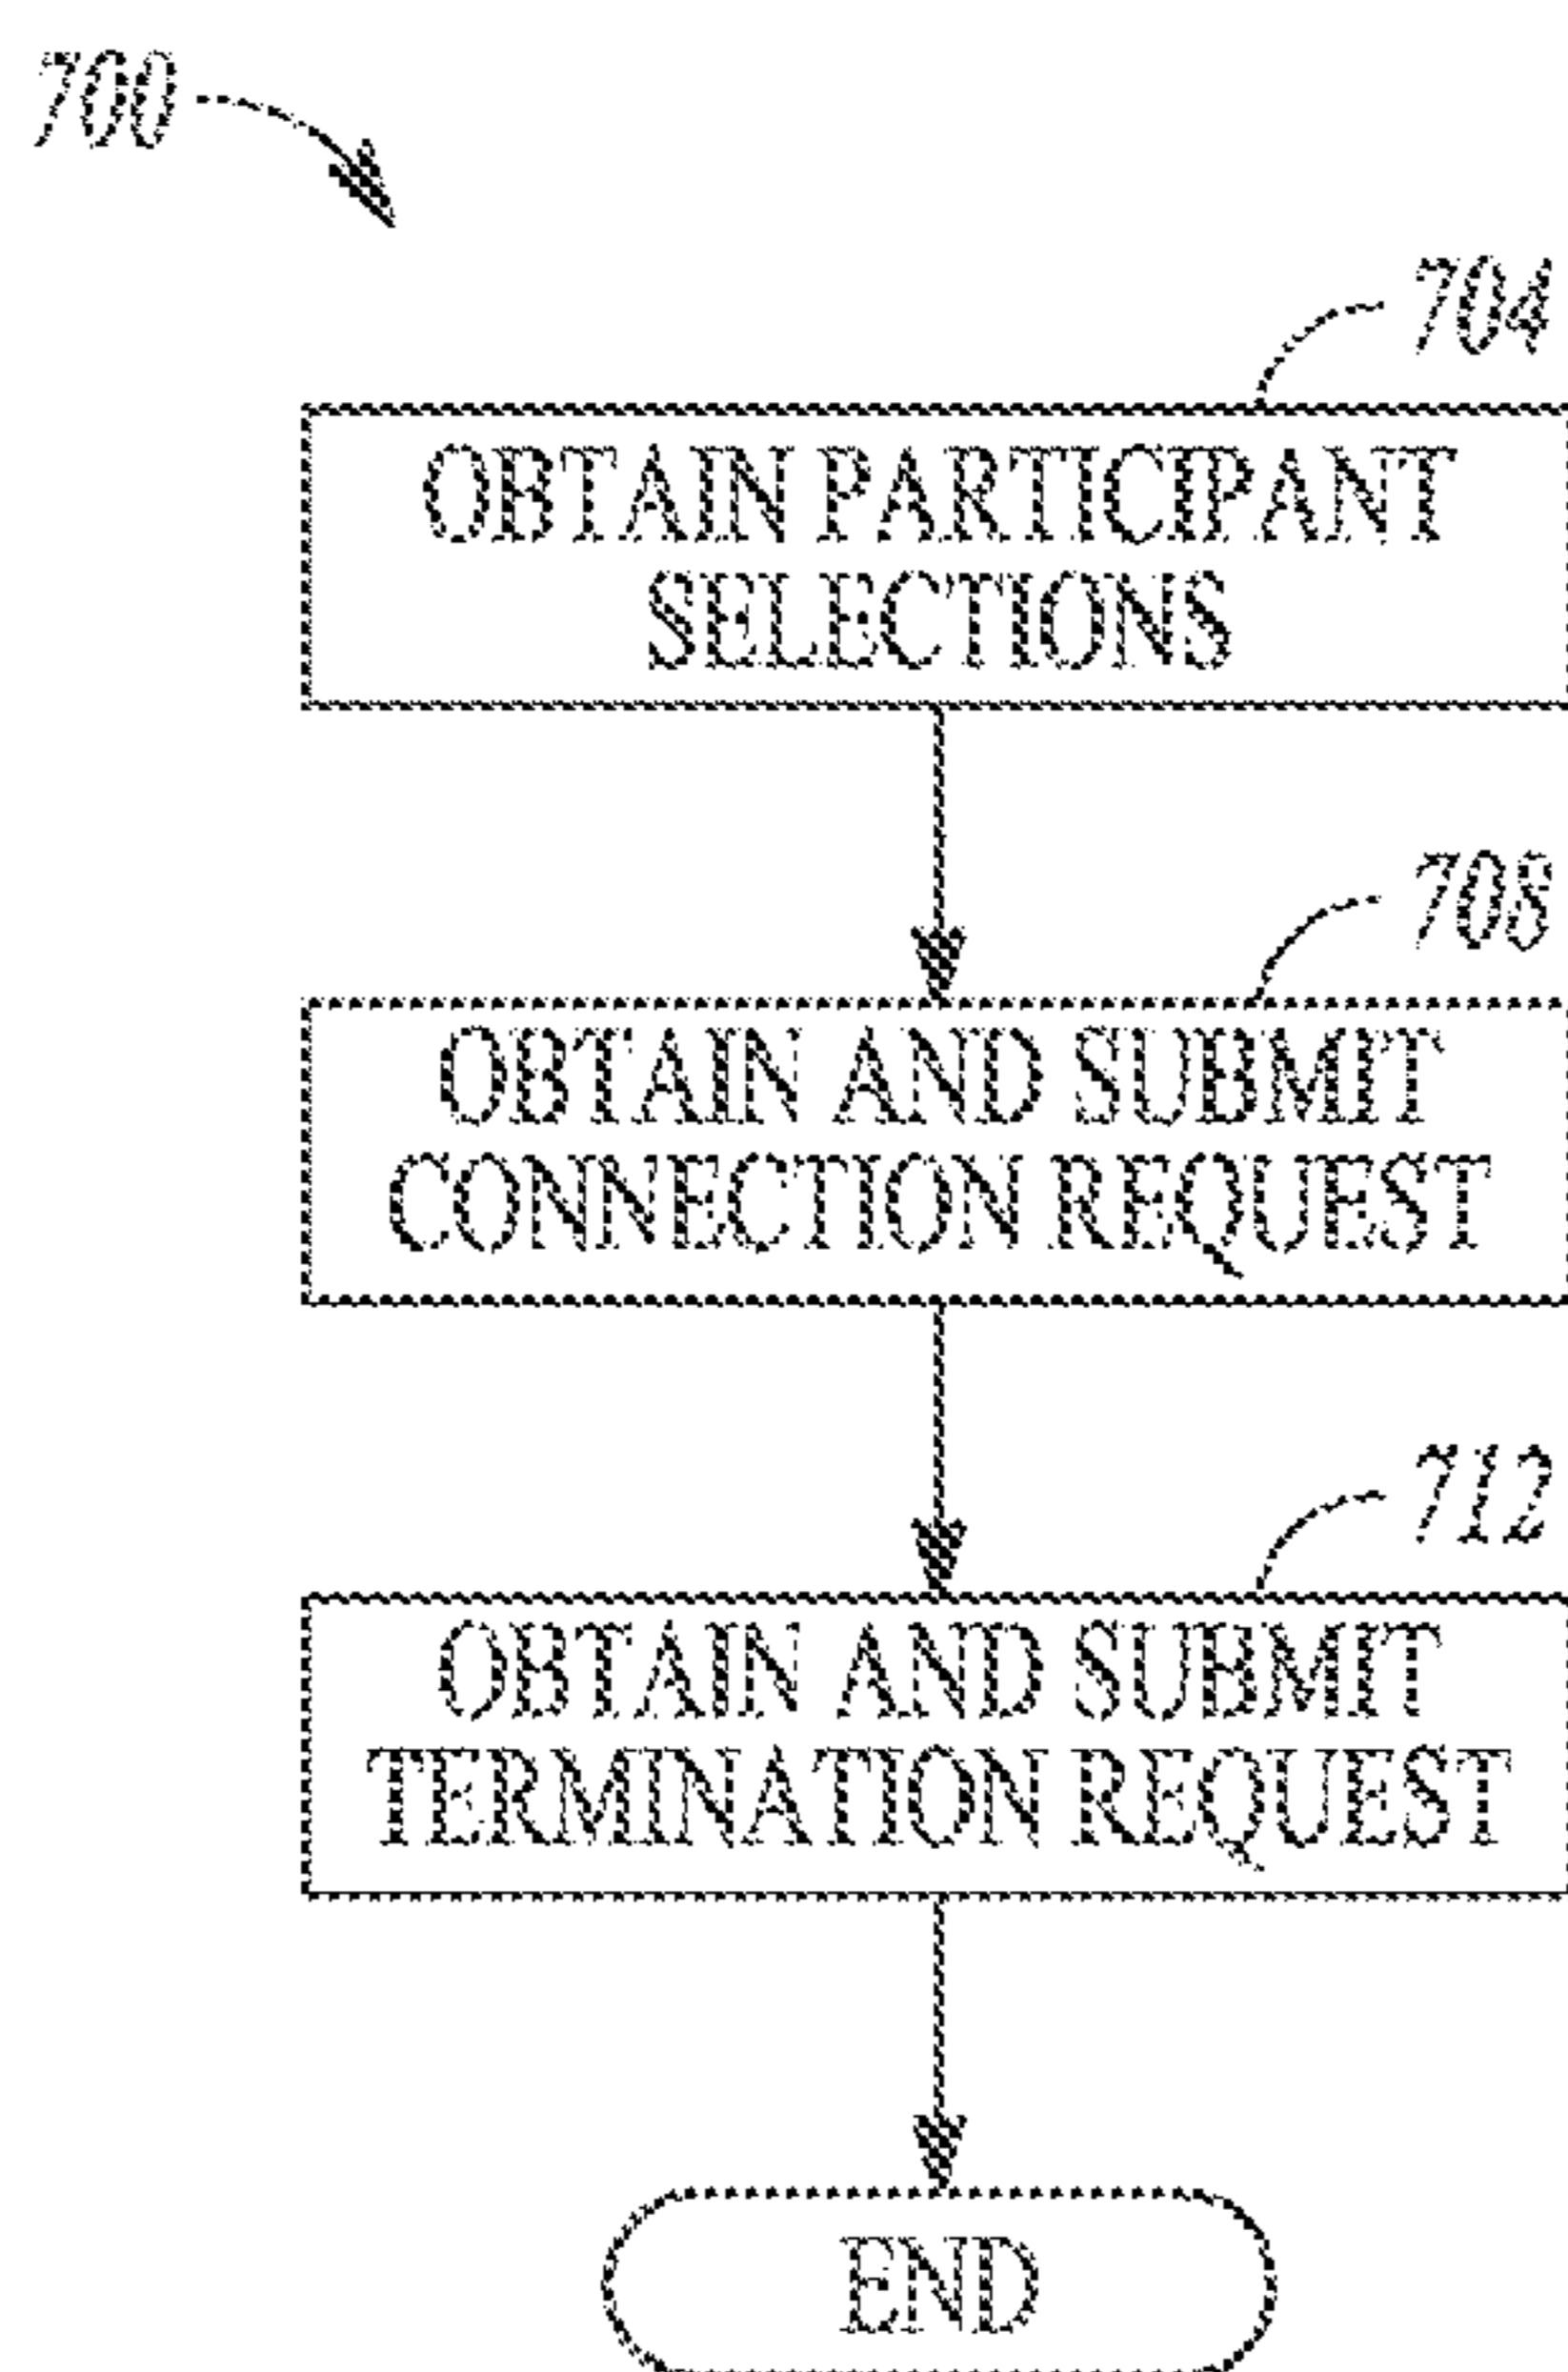 700
704
OBTAIN PARTICIPANT
SELECTIONS
708
OBTAIN AND SUBMIT
CONNECTION REQUEST
712
OBTAIN AND SUBMIT
TERMINATION REQUEST
END